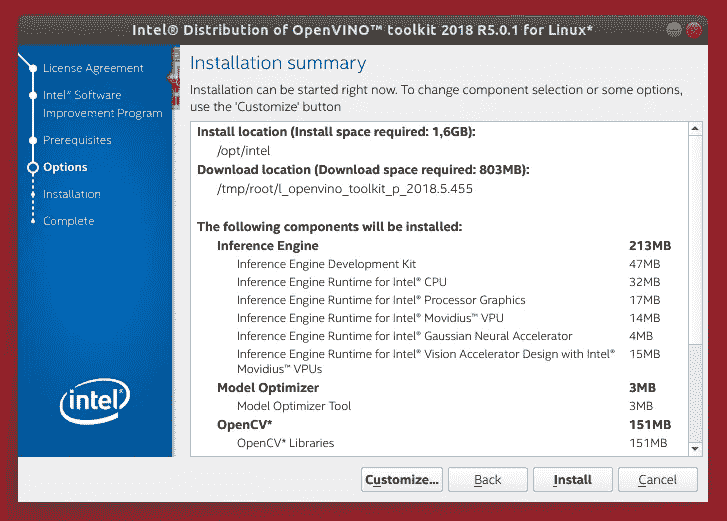 Intel® Distribution of OpenVINO™ toolkit 2018 R5.0.1 for Linux*
License Agreement
Intel® Software
Improvement Program
Prerequisites
Options
Installation
Complete
intel®
Installation summary
Installation can be started right now. To change component selection or some options,
use the 'Customize' button
Install location (Install space required: 1,6GB):
/opt/intel
Download location (Download space required: 803MB):
/tmp/root/l_openvino_toolkit_p_2018.5.455
The following components will be installed:
Inference Engine 213MB
Inference Engine Development Kit 47MB
Inference Engine Runtime for Intel® CPU 32MB
Inference Engine Runtime for Intel® Processor Graphics 17MB
Inference Engine Runtime for Intel® Movidius™ VPU 14MB
Inference Engine Runtime for Intel® Gaussian Neural Accelerator 4MB
Inference Engine Runtime for Intel® Vision Accelerator Design with Intel® 15MB
Movidius™ VPUs
Model Optimizer 3MB
Model Optimizer Tool 3MB
OpenCV* 151MB
OpenCV* Libraries 151MB
Customize... Back Install Cancel